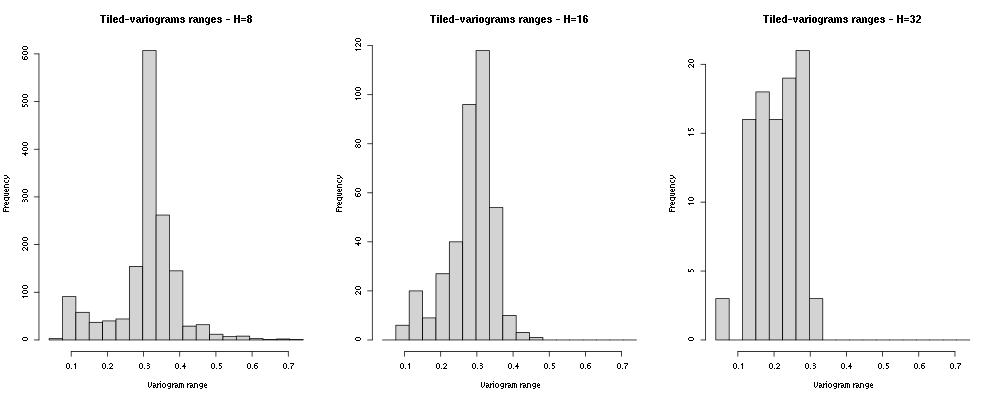 Tiled-variograms ranges - H=8
Frequency
0 100 200 300 400 500 600
0.1 0.2 0.3 0.4 0.5 0.6 0.7
Variogram range
Tiled-variograms ranges - H=16
Frequency
0 20 40 60 80 100 120
0.1 0.2 0.3 0.4 0.5 0.6 0.7
Variogram range
Tiled-variograms ranges - H=32
Frequency
0 5 10 15 20
0.1 0.2 0.3 0.4 0.5 0.6 0.7
Variogram range